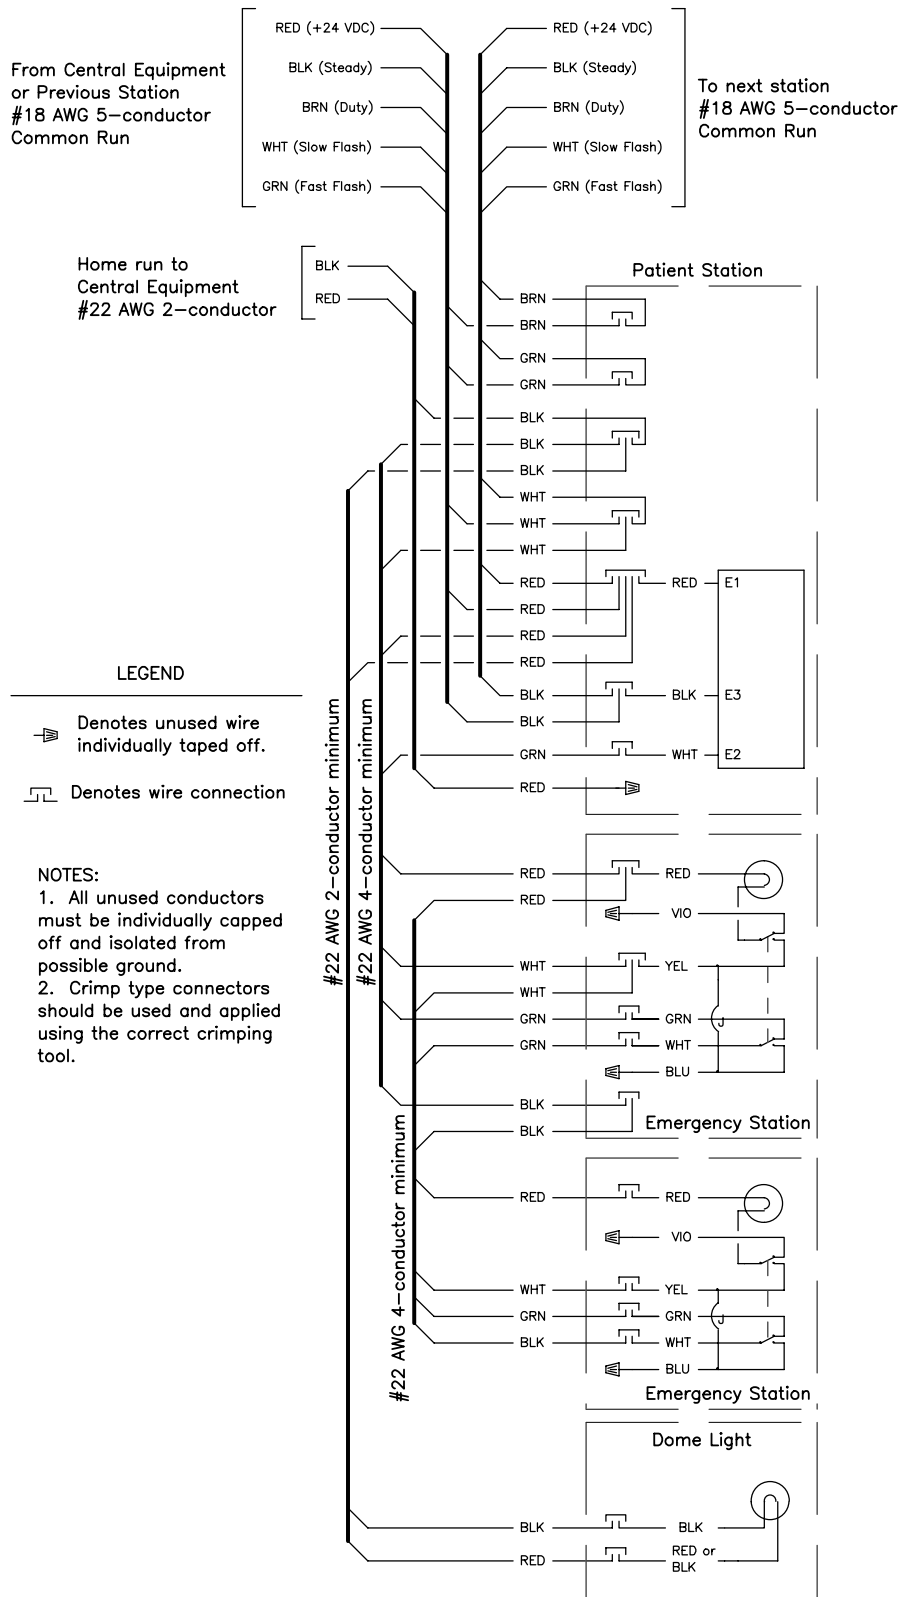 RED (+24 VDC)
BLK (Steady)
BRN (Duty)
WHT (Slow Flash)
GRN (Fast Flash)
From Central Equipment
or Previous Station
#18 AWG 5-conductor
Common Run
RED (+24 VDC)
BLK (Steady)
BRN (Duty)
WHT (Slow Flash)
GRN (Fast Flash)
To next station
#18 AWG 5-conductor
Common Run
Home run to
Central Equipment
#22 AWG 2-conductor
BLK
RED
Patient Station
BRN
BRN
GRN
GRN
BLK
BLK
BLK
WHT
WHT
WHT
RED RED E1
RED
RED
RED
BLK BLK E3
BLK
GRN WHT E2
RED
LEGEND
Denotes unused wire
individually taped off.
Denotes wire connection
NOTES:
1. All unused conductors
must be individually capped
off and isolated from
possible ground.
2. Crimp type connectors
should be used and applied
using the correct crimping
tool.
#22 AWG 2-conductor minimum
#22 AWG 4-conductor minimum
RED RED
RED
VIO
WHT YEL
WHT
GRN GRN J
GRN WHT
BLU
BLK
BLK
Emergency Station
#22 AWG 4-conductor minimum
RED RED
VIO
WHT YEL
GRN GRN J
BLK WHT
BLU
Emergency Station
Dome Light
BLK BLK
RED RED or
BLK